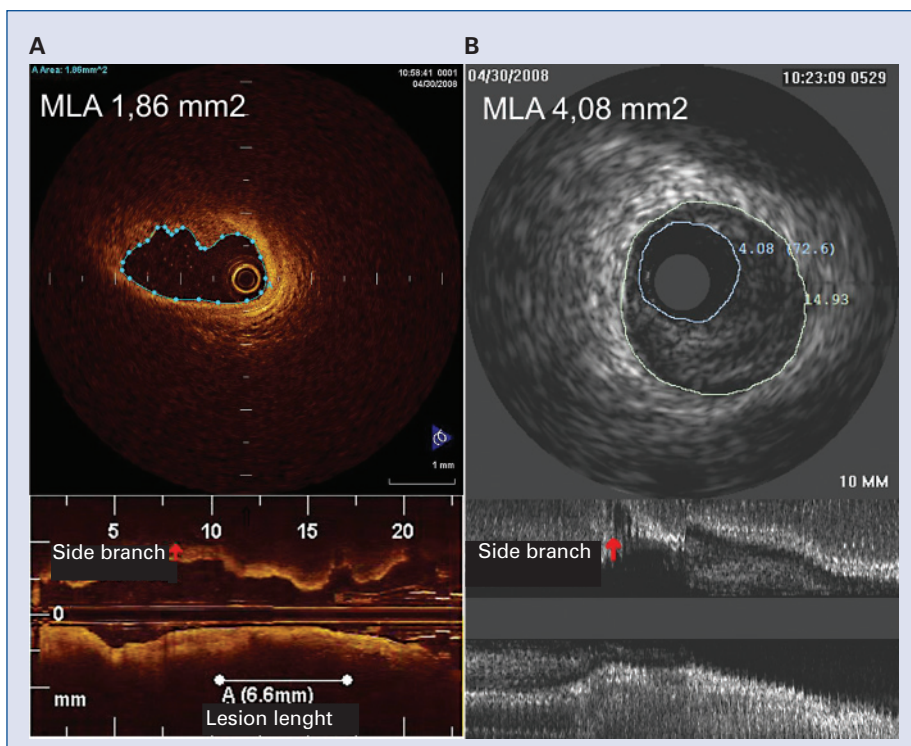 A
B
A Area: 1.86mm^2
10:58:41 0001
04/30/2008
MLA 1,86 mm2
1 mm
04/30/2008
10:23:09 0529
MLA 4,08 mm2
4.08 (72.6)
14.93
10 MM
5 10 15 20
Side branch
0
mm
A (6.6mm)
Lesion lenght
Side branch